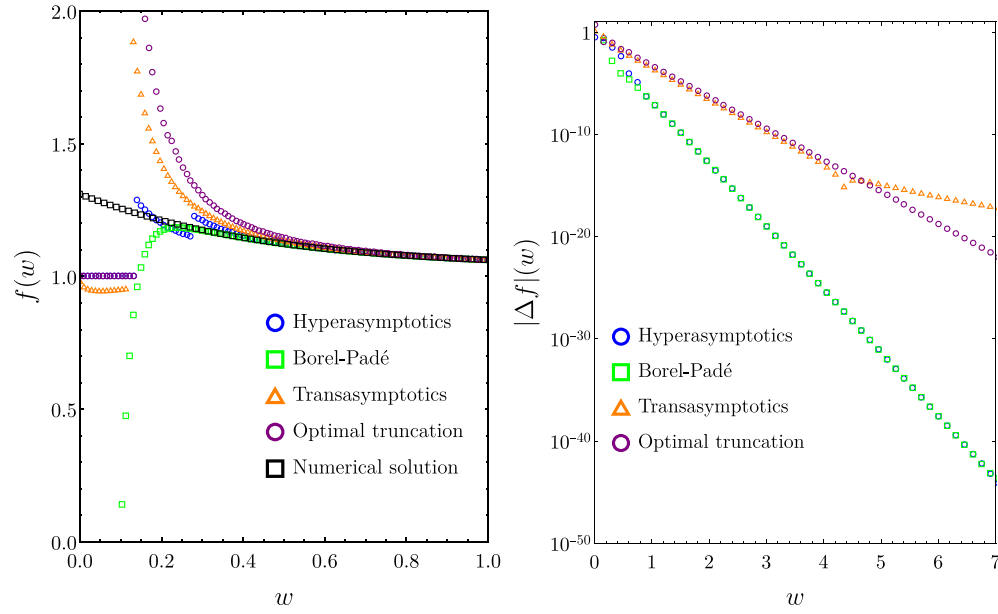 2.0
1.5
1.0
0.5
0.0
f(w)
0.0 0.2 0.4 0.6 0.8 1.0
w
Hyperasymptotics
Borel-Padé
Transasymptotics
Optimal truncation
Numerical solution
1
10⁻¹⁰
10⁻²⁰
10⁻³⁰
10⁻⁴⁰
10⁻⁵⁰
|Δf|(w)
0 1 2 3 4 5 6 7
w
Hyperasymptotics
Borel-Padé
Transasymptotics
Optimal truncation